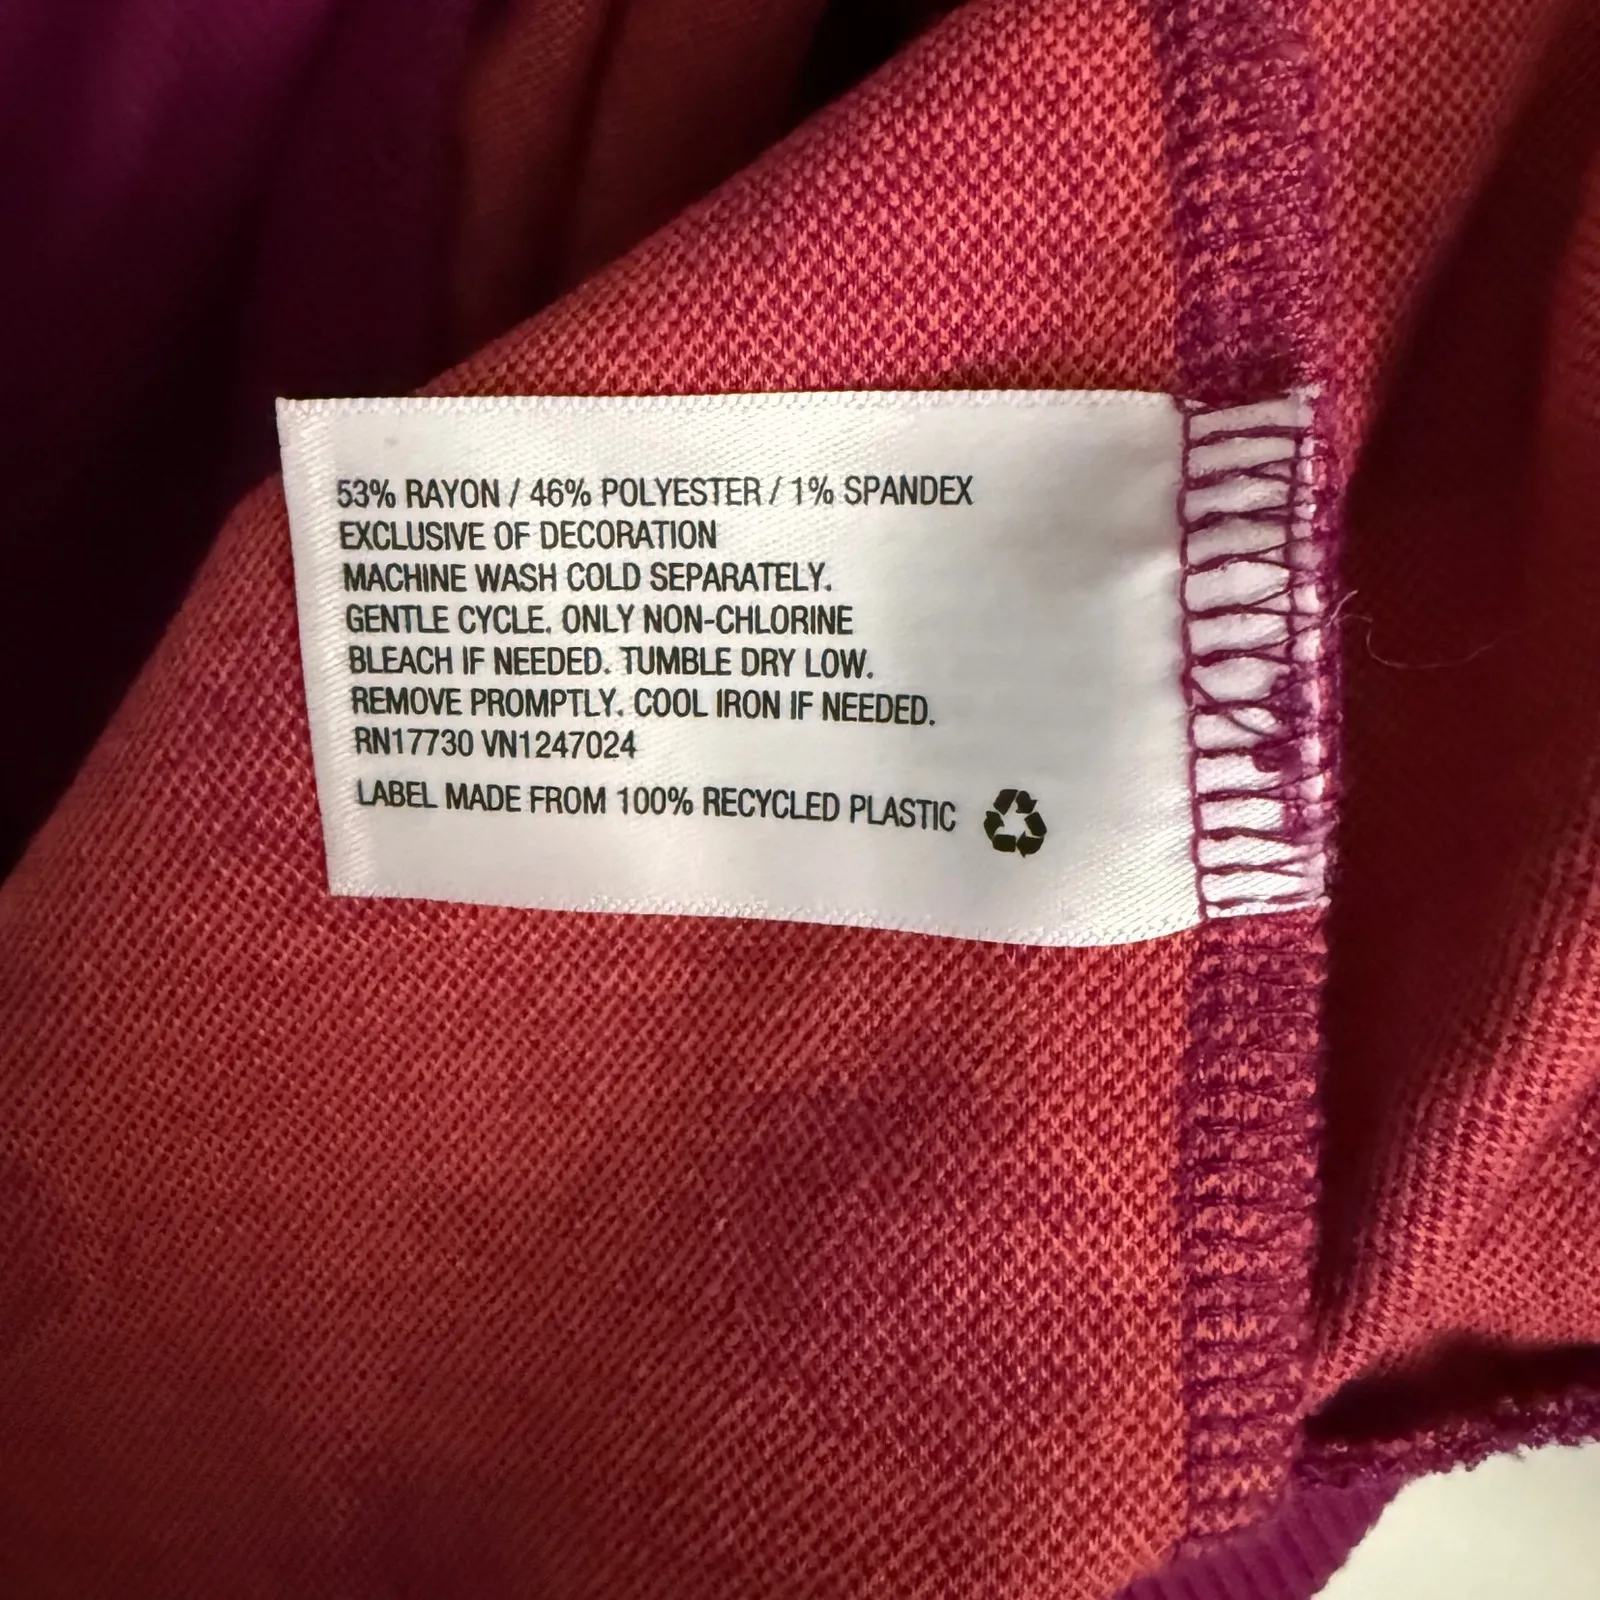 53% RAYON / 46% POLYESTER / 1% SPANDEX
EXCLUSIVE OF DECORATION
MACHINE WASH COLD SEPARATELY.
GENTLE CYCLE. ONLY NON-CHLORINE
BLEACH IF NEEDED. TUMBLE DRY LOW.
REMOVE PROMPTLY. COOL IRON IF NEEDED.
RN17730 VN1247024
LABEL MADE FROM 100% RECYCLED PLASTIC